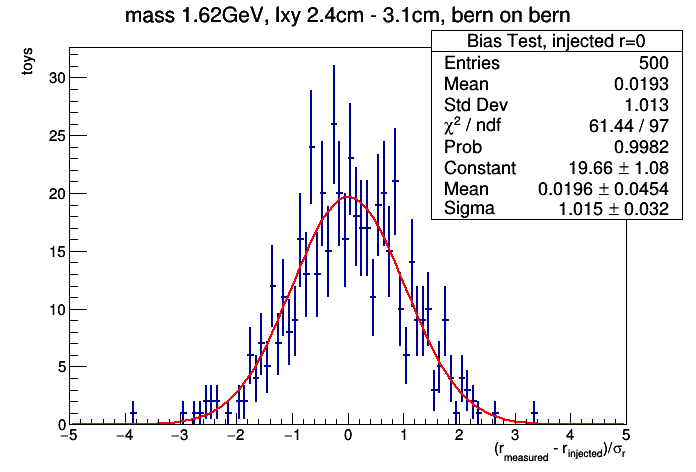 mass 1.62GeV, lxy 2.4cm - 3.1cm, bern on bern
Bias Test, injected r=0
Entries 500
Mean 0.0193
Std Dev 1.013
χ² / ndf 61.44 / 97
Prob 0.9982
Constant 19.66 ± 1.08
Mean 0.0196 ± 0.0454
Sigma 1.015 ± 0.032
toys
30
25
20
15
10
5
0
−5 −4 −3 −2 −1 0 1 2 3 4 5
(r_measured - r_injected)/σ_r